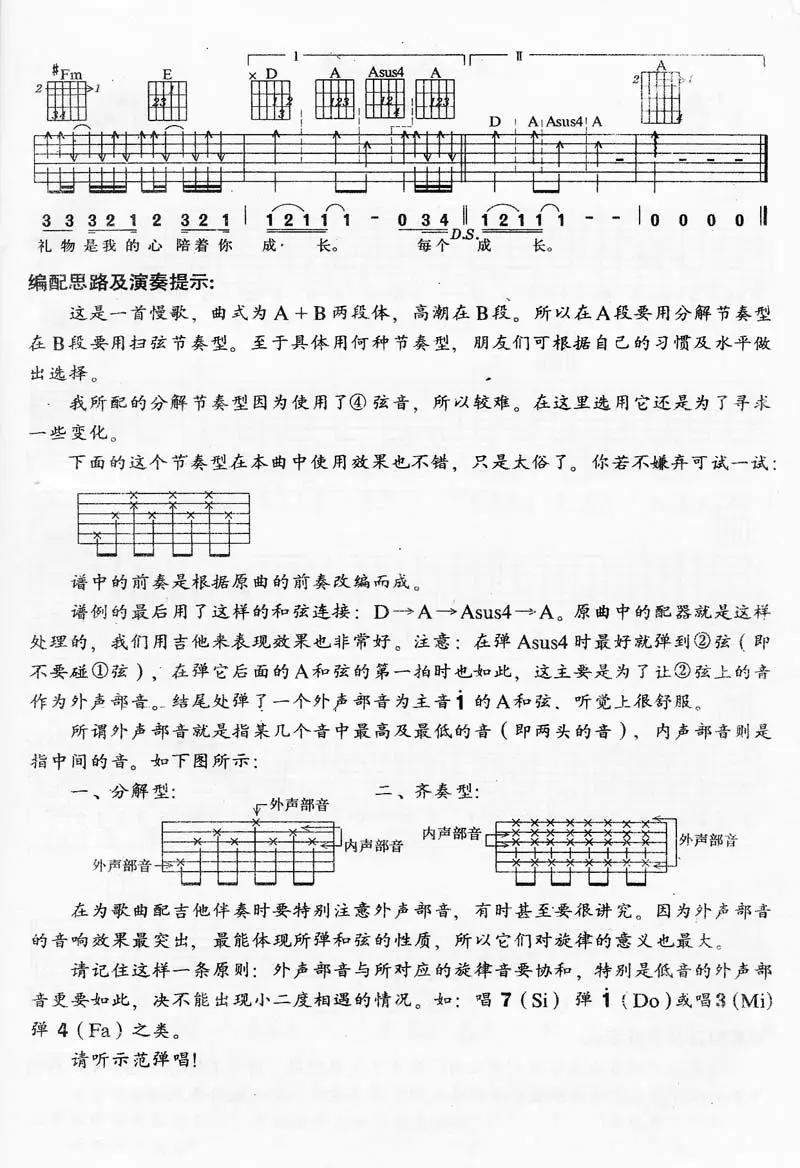 I II
#Fm E × D A Asus4 A A
2 1 34 23 1 1 2 3 123 12 4 123 2 1 4
D A Asus4 A
3 3 3 2 1 2 3 2 1 | 1 2 1 1 1 - 0 3 4 || 1 2 1 1 1 - - | 0 0 0 0 ||
D.S.
礼 物 是 我 的 心 陪 着 你 成· 长。 每 个 成 长。
编配思路及演奏提示:
这是一首慢歌，曲式为 A＋B 两段体，高潮在 B 段。所以在 A 段要用分解节奏型
在 B 段要用扫弦节奏型。至于具体用何种节奏型，朋友们可根据自己的习惯及水平做
出选择。
我所配的分解节奏型因为使用了④ 弦音，所以较难。在这里选用它还是为了寻求
一些变化。
下面的这个节奏型在本曲中使用效果也不错，只是太俗了。你若不嫌弃可试一试：
谱中的前奏是根据原曲的前奏改编而成。
谱例的最后用了这样的和弦连接：D→A→Asus4→A。原曲中的配器就是这样
处理的，我们用吉他来表现效果也非常好。注意：在弹 Asus4 时最好就弹到②弦（即
不要碰①弦），在弹它后面的 A 和弦的第一拍时也如此，这主要是为了让②弦上的音
作为外声部音。结尾处弹了一个外声部音为主音 i 的 A 和弦、听觉上很舒服。
所谓外声部音就是指某几个音中最高及最低的音（即两头的音），内声部音则是
指中间的音。如下图所示：
一、分解型： 二、齐奏型：
外声部音
内声部音
外声部音
内声部音
外声部音
在为歌曲配吉他伴奏时要特别注意外声部音，有时甚至要很讲究。因为外声部音
的音响效果最突出，最能体现所弹和弦的性质，所以它们对旋律的意义也最大。
请记住这样一条原则：外声部音与所对应的旋律音要协和，特别是低音的外声部
音更要如此，决不能出现小二度相遇的情况。如：唱 7（Si） 弹 i（Do）或唱3（Mi）
弹 4（Fa）之类。
请听示范弹唱！